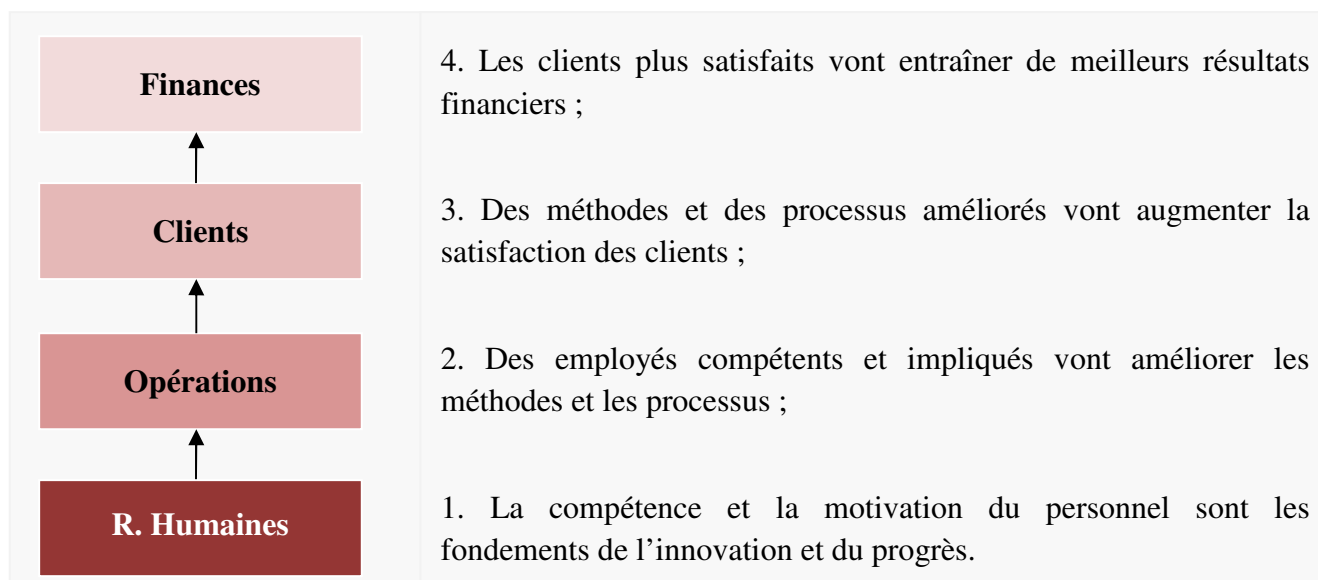 Finances
4. Les clients plus satisfaits vont entraîner de meilleurs résultats
financiers ;
Clients
3. Des méthodes et des processus améliorés vont augmenter la
satisfaction des clients ;
Opérations
2. Des employés compétents et impliqués vont améliorer les
méthodes et les processus ;
R. Humaines
1. La compétence et la motivation du personnel sont les
fondements de l’innovation et du progrès.